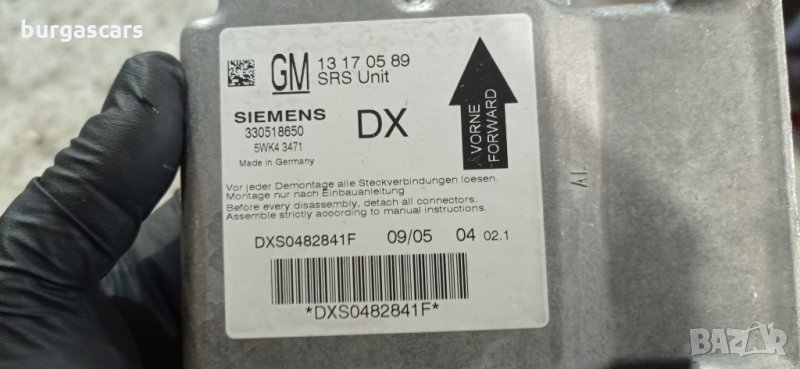 burgascars
GM 13 17 05 89
SRS Unit
SIEMENS
330518650
5WK4 3471
Made in Germany
DX
VORNE
FORWARD
Vor jeder Demontage alle Steckverbindungen loesen.
Montage nur nach Einbauanleitung
Before every disassembly, detach all connectors.
Assemble strictly according to manual instructions.
DXS0482841F 09/05 04 02.1
*DXS0482841F*
AL
BAZAR